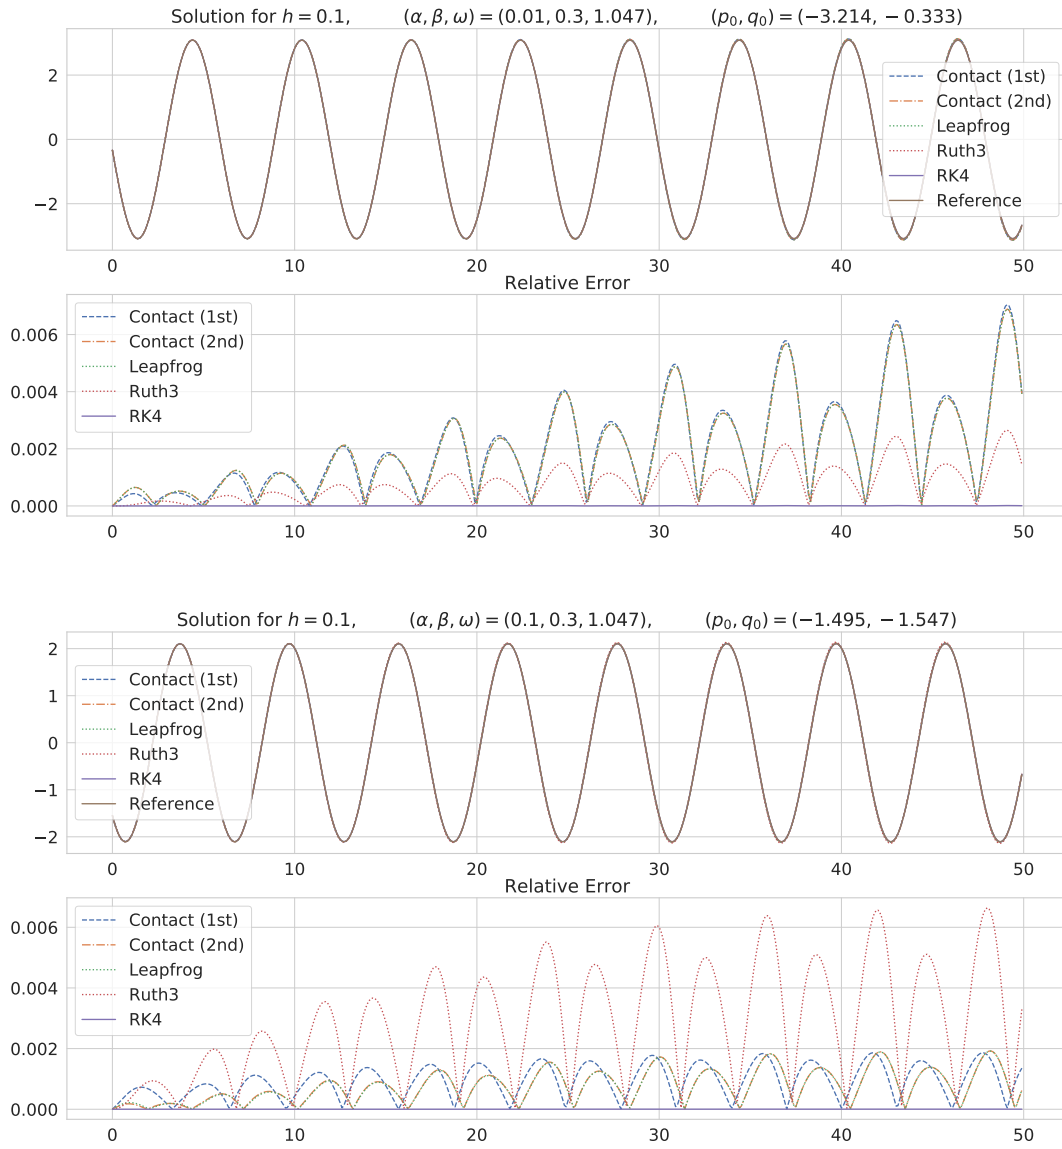 Solution for h = 0.1, (α, β, ω) = (0.01, 0.3, 1.047), (p₀, q₀) = (−3.214, − 0.333)
2
0
−2
Contact (1st)
Contact (2nd)
Leapfrog
Ruth3
RK4
Reference
0 10 20 30 40 50
Relative Error
0.006
0.004
0.002
0.000
Contact (1st)
Contact (2nd)
Leapfrog
Ruth3
RK4
0 10 20 30 40 50
Solution for h = 0.1, (α, β, ω) = (0.1, 0.3, 1.047), (p₀, q₀) = (−1.495, − 1.547)
2
1
0
−1
−2
Contact (1st)
Contact (2nd)
Leapfrog
Ruth3
RK4
Reference
0 10 20 30 40 50
Relative Error
0.006
0.004
0.002
0.000
Contact (1st)
Contact (2nd)
Leapfrog
Ruth3
RK4
0 10 20 30 40 50